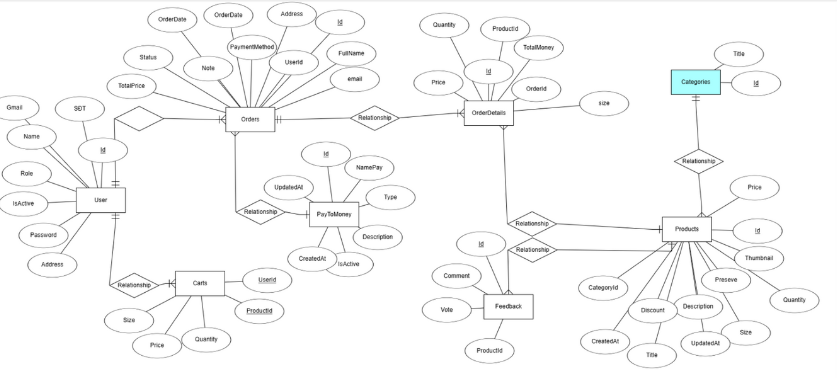 OrderDate
OrderDate
Address
Id
PaymentMethod
FullName
UserId
email
Note
Status
TotalPrice
Orders
Relationship
Quantity
ProductId
TotalMoney
Id
Price
OrderId
size
OrderDetails
Title
Categories
Id
Relationship
Gmail
SĐT
Name
Id
Role
IsActive
User
Password
Address
Id
NamePay
UpdatedAt
Type
Relationship
PayToMoney
Description
CreatedAt
IsActive
Relationship
Carts
UserId
ProductId
Size
Price
Quantity
Relationship
Relationship
Id
Comment
Vote
Feedback
ProductId
Price
Products
Id
Thumbnail
Preseve
Quantity
CategoryId
Discount
Description
Size
CreatedAt
UpdatedAt
Title